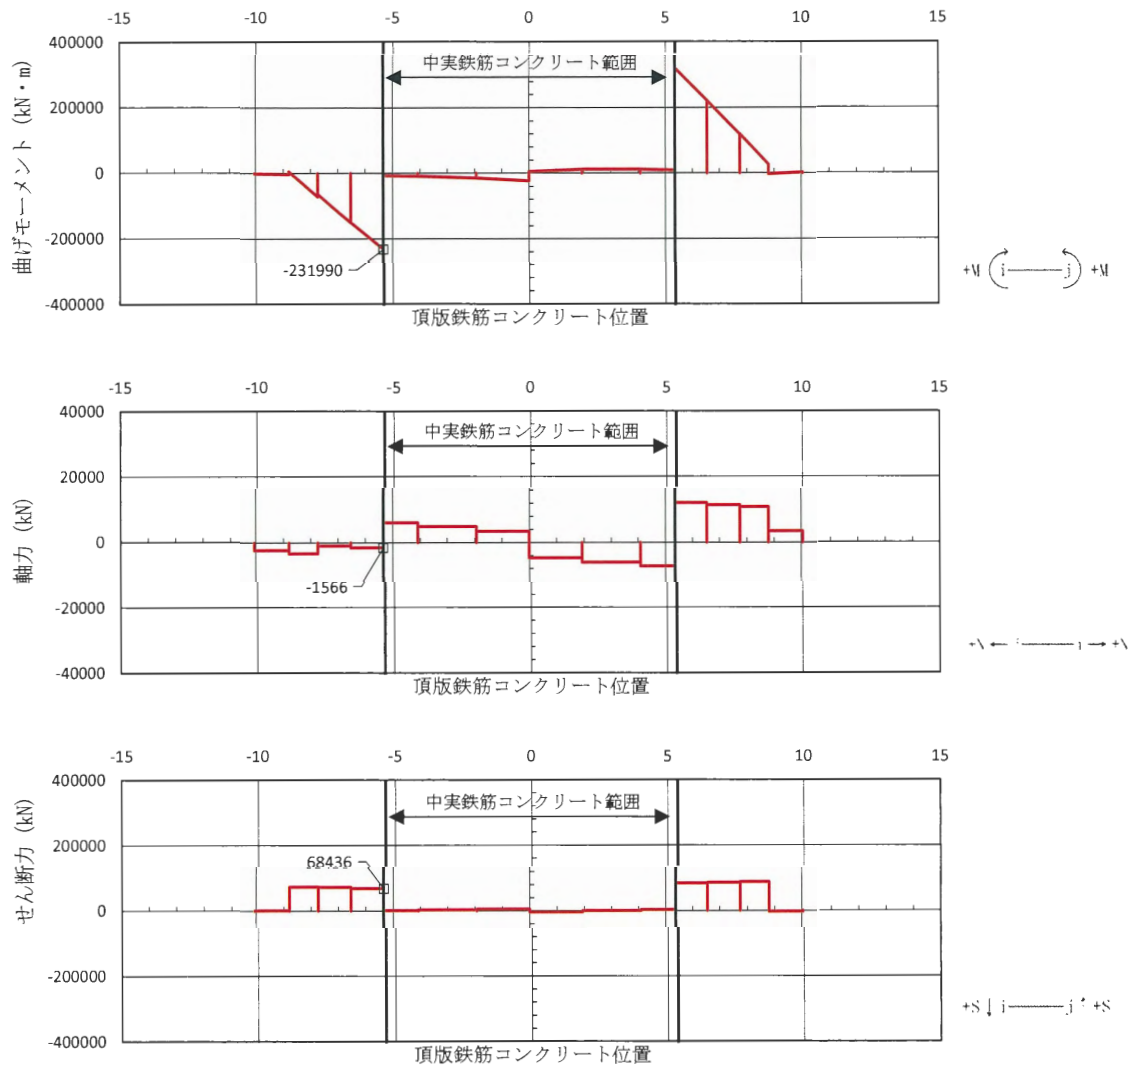 -15 -10 -5 0 5 10 15
400000
200000
0
-200000
-400000
曲げモーメント (kN・m)
中実鉄筋コンクリート範囲
-231990
頂版鉄筋コンクリート位置
+M i j +M
-15 -10 -5 0 5 10 15
40000
20000
0
-20000
-40000
軸力 (kN)
中実鉄筋コンクリート範囲
-1566
頂版鉄筋コンクリート位置
-15 -10 -5 0 5 10 15
400000
200000
0
-200000
-400000
せん断力 (kN)
中実鉄筋コンクリート範囲
68436
頂版鉄筋コンクリート位置
+S i j +S